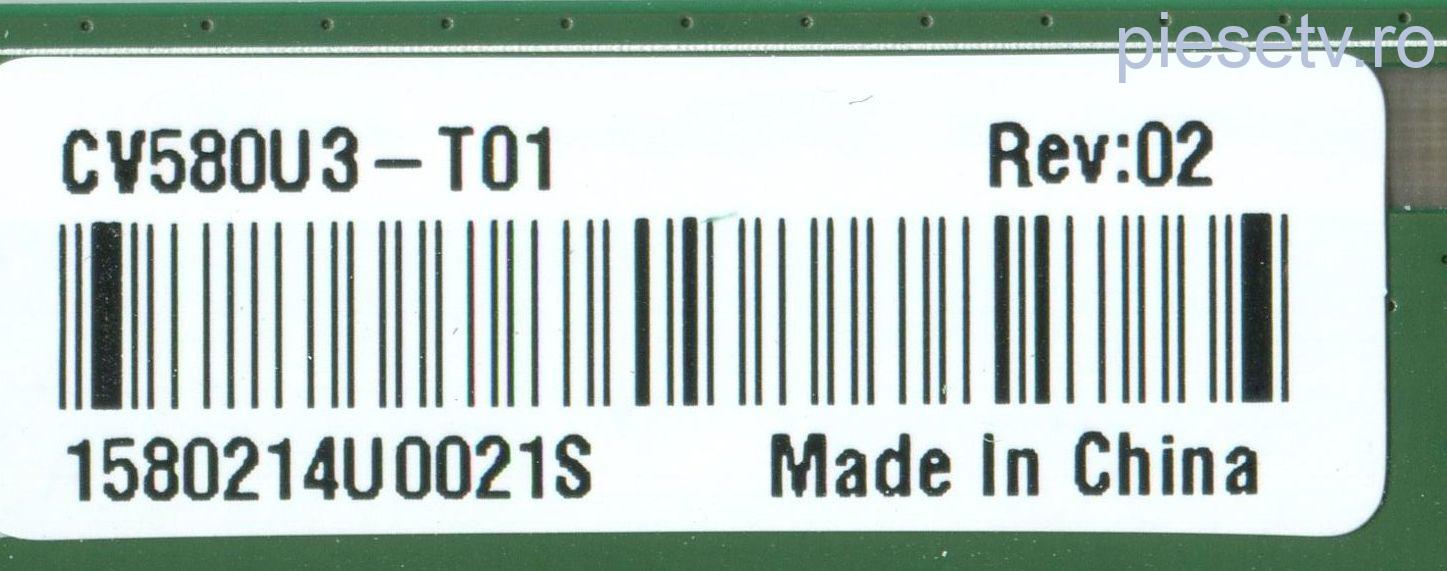 piesetv.ro
CV580U3-T01 Rev:02
1580214U0021S Made In China